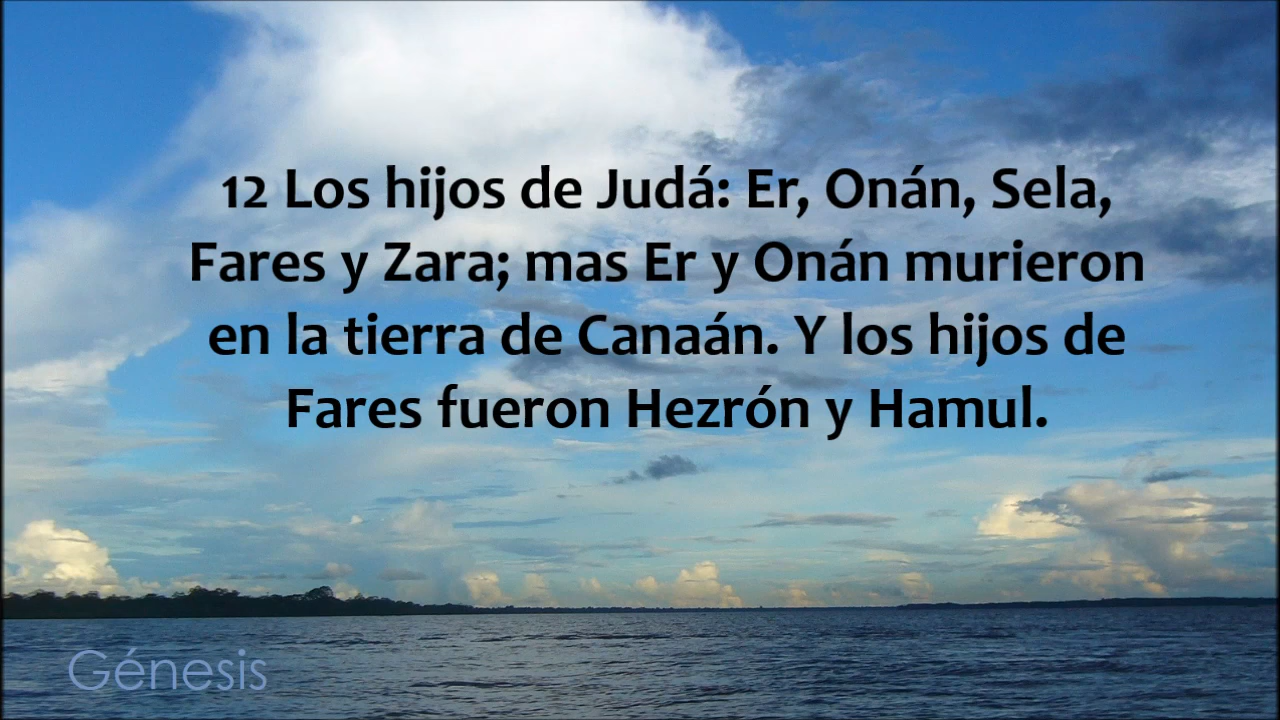 12 Los hijos de Judá: Er, Onán, Sela,
Fares y Zara; mas Er y Onán murieron
en la tierra de Canaán. Y los hijos de
Fares fueron Hezrón y Hamul.
Génesis